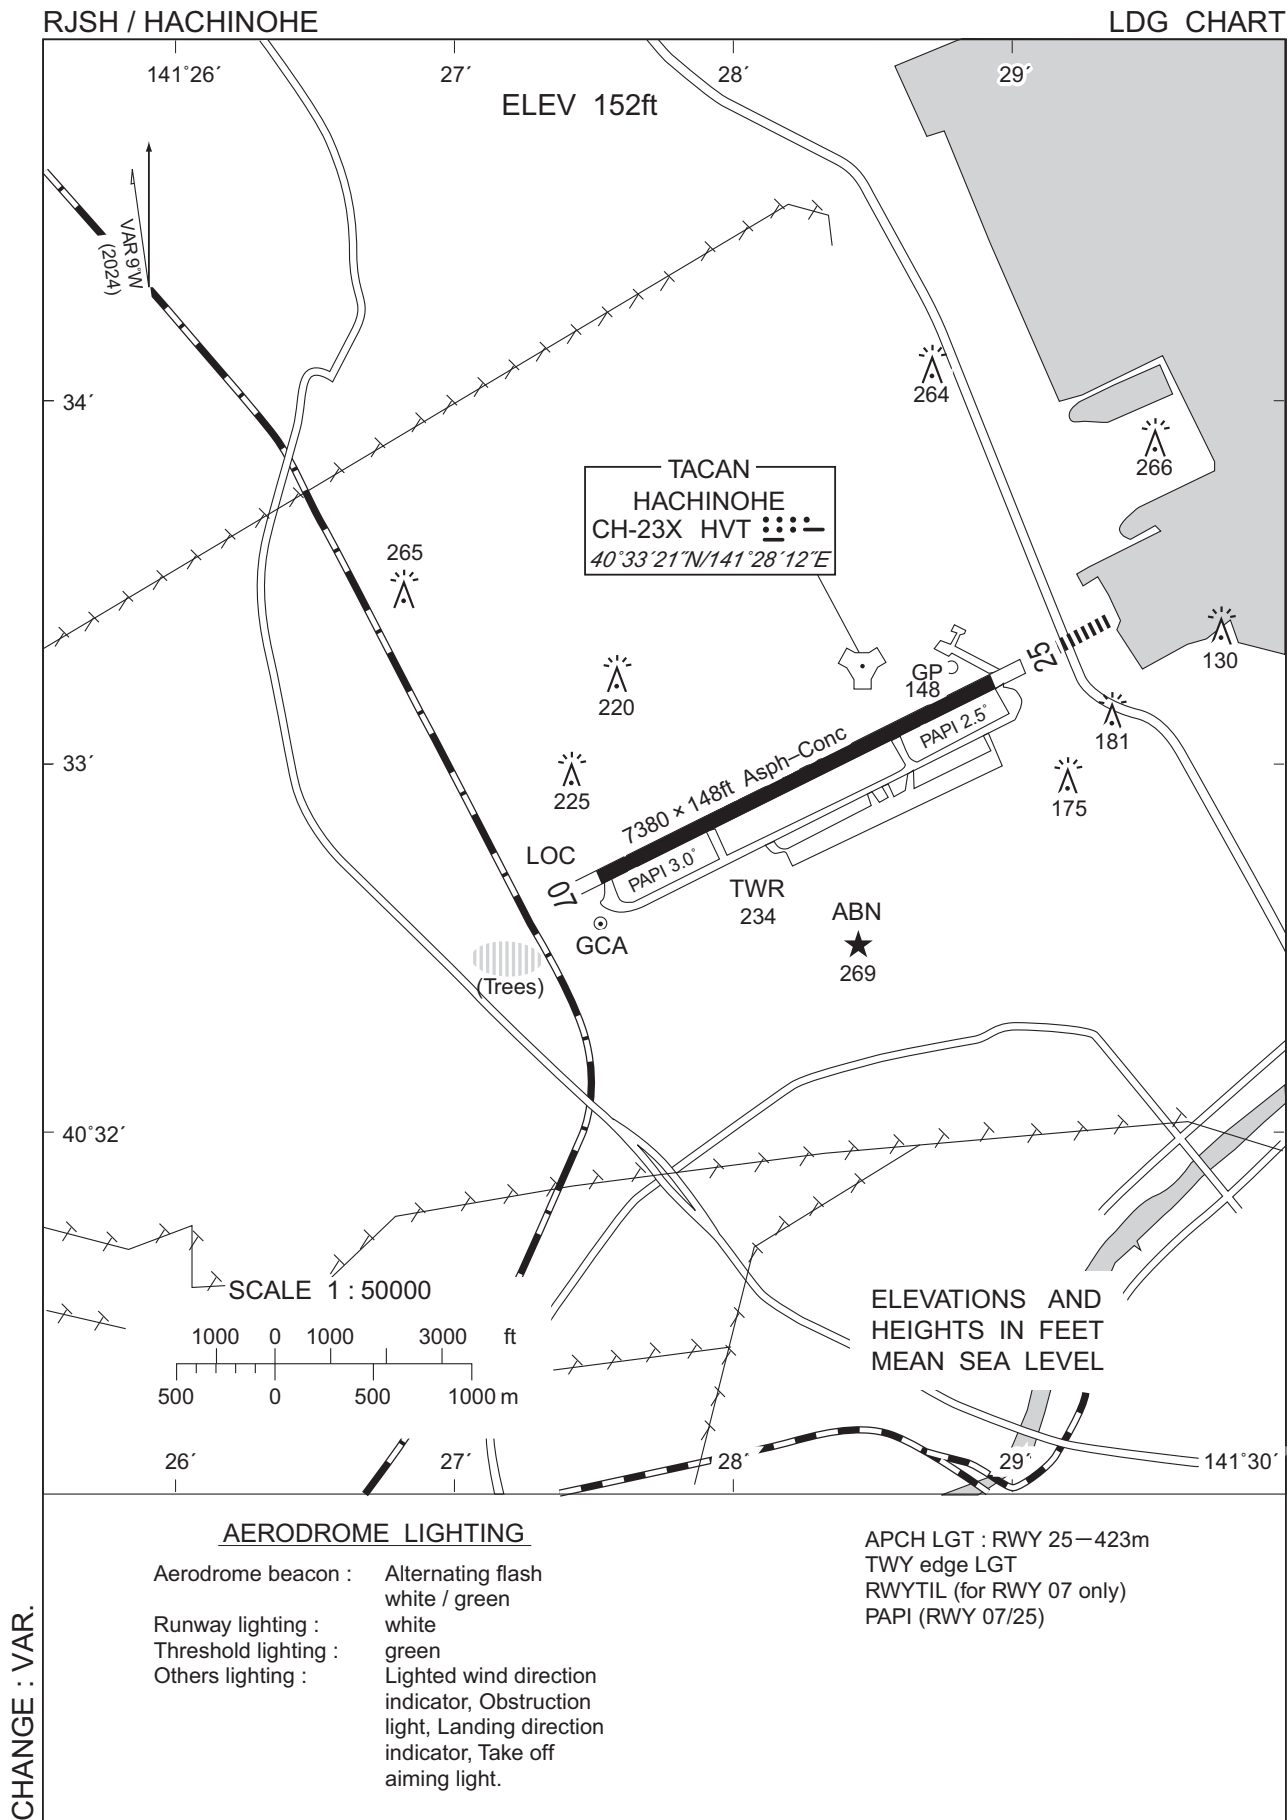 RJSH / HACHINOHE
LDG CHART
141°26´
27´
28´
29´
ELEV 152ft
VAR 9°W
(2024)
34´
264
266
TACAN
HACHINOHE
CH-23X HVT
40°33´21˝N/141°28´12˝E
265
130
25
220
GP
148
181
PAPI 2.5°
33´
225
175
7380 × 148ft Asph–Conc
LOC
PAPI 3.0°
07
TWR
234
ABN
269
GCA
(Trees)
40°32´
SCALE 1 : 50000
1000 0 1000 3000 ft
500 0 500 1000 m
ELEVATIONS AND
HEIGHTS IN FEET
MEAN SEA LEVEL
26´
27´
28´
29´
141°30´
AERODROME LIGHTING
Aerodrome beacon : Alternating flash
white / green
Runway lighting : white
Threshold lighting : green
Others lighting : Lighted wind direction
indicator, Obstruction
light, Landing direction
indicator, Take off
aiming light.
APCH LGT : RWY 25－423m
TWY edge LGT
RWYTIL (for RWY 07 only)
PAPI (RWY 07/25)
CHANGE : VAR.